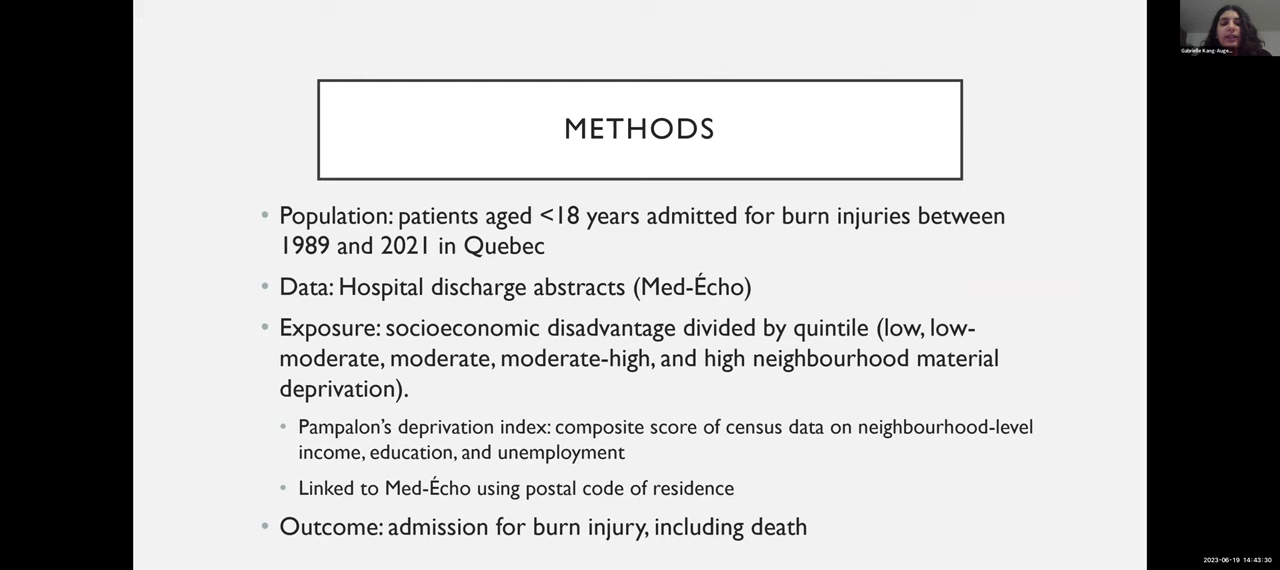 METHODS
• Population: patients aged <18 years admitted for burn injuries between
1989 and 2021 in Quebec
• Data: Hospital discharge abstracts (Med-Écho)
• Exposure: socioeconomic disadvantage divided by quintile (low, low-
moderate, moderate, moderate-high, and high neighbourhood material
deprivation).
• Pampalon's deprivation index: composite score of census data on neighbourhood-level
income, education, and unemployment
• Linked to Med-Écho using postal code of residence
• Outcome: admission for burn injury, including death
Gabrielle Kang-Auge...
2023-06-19 14:43:30